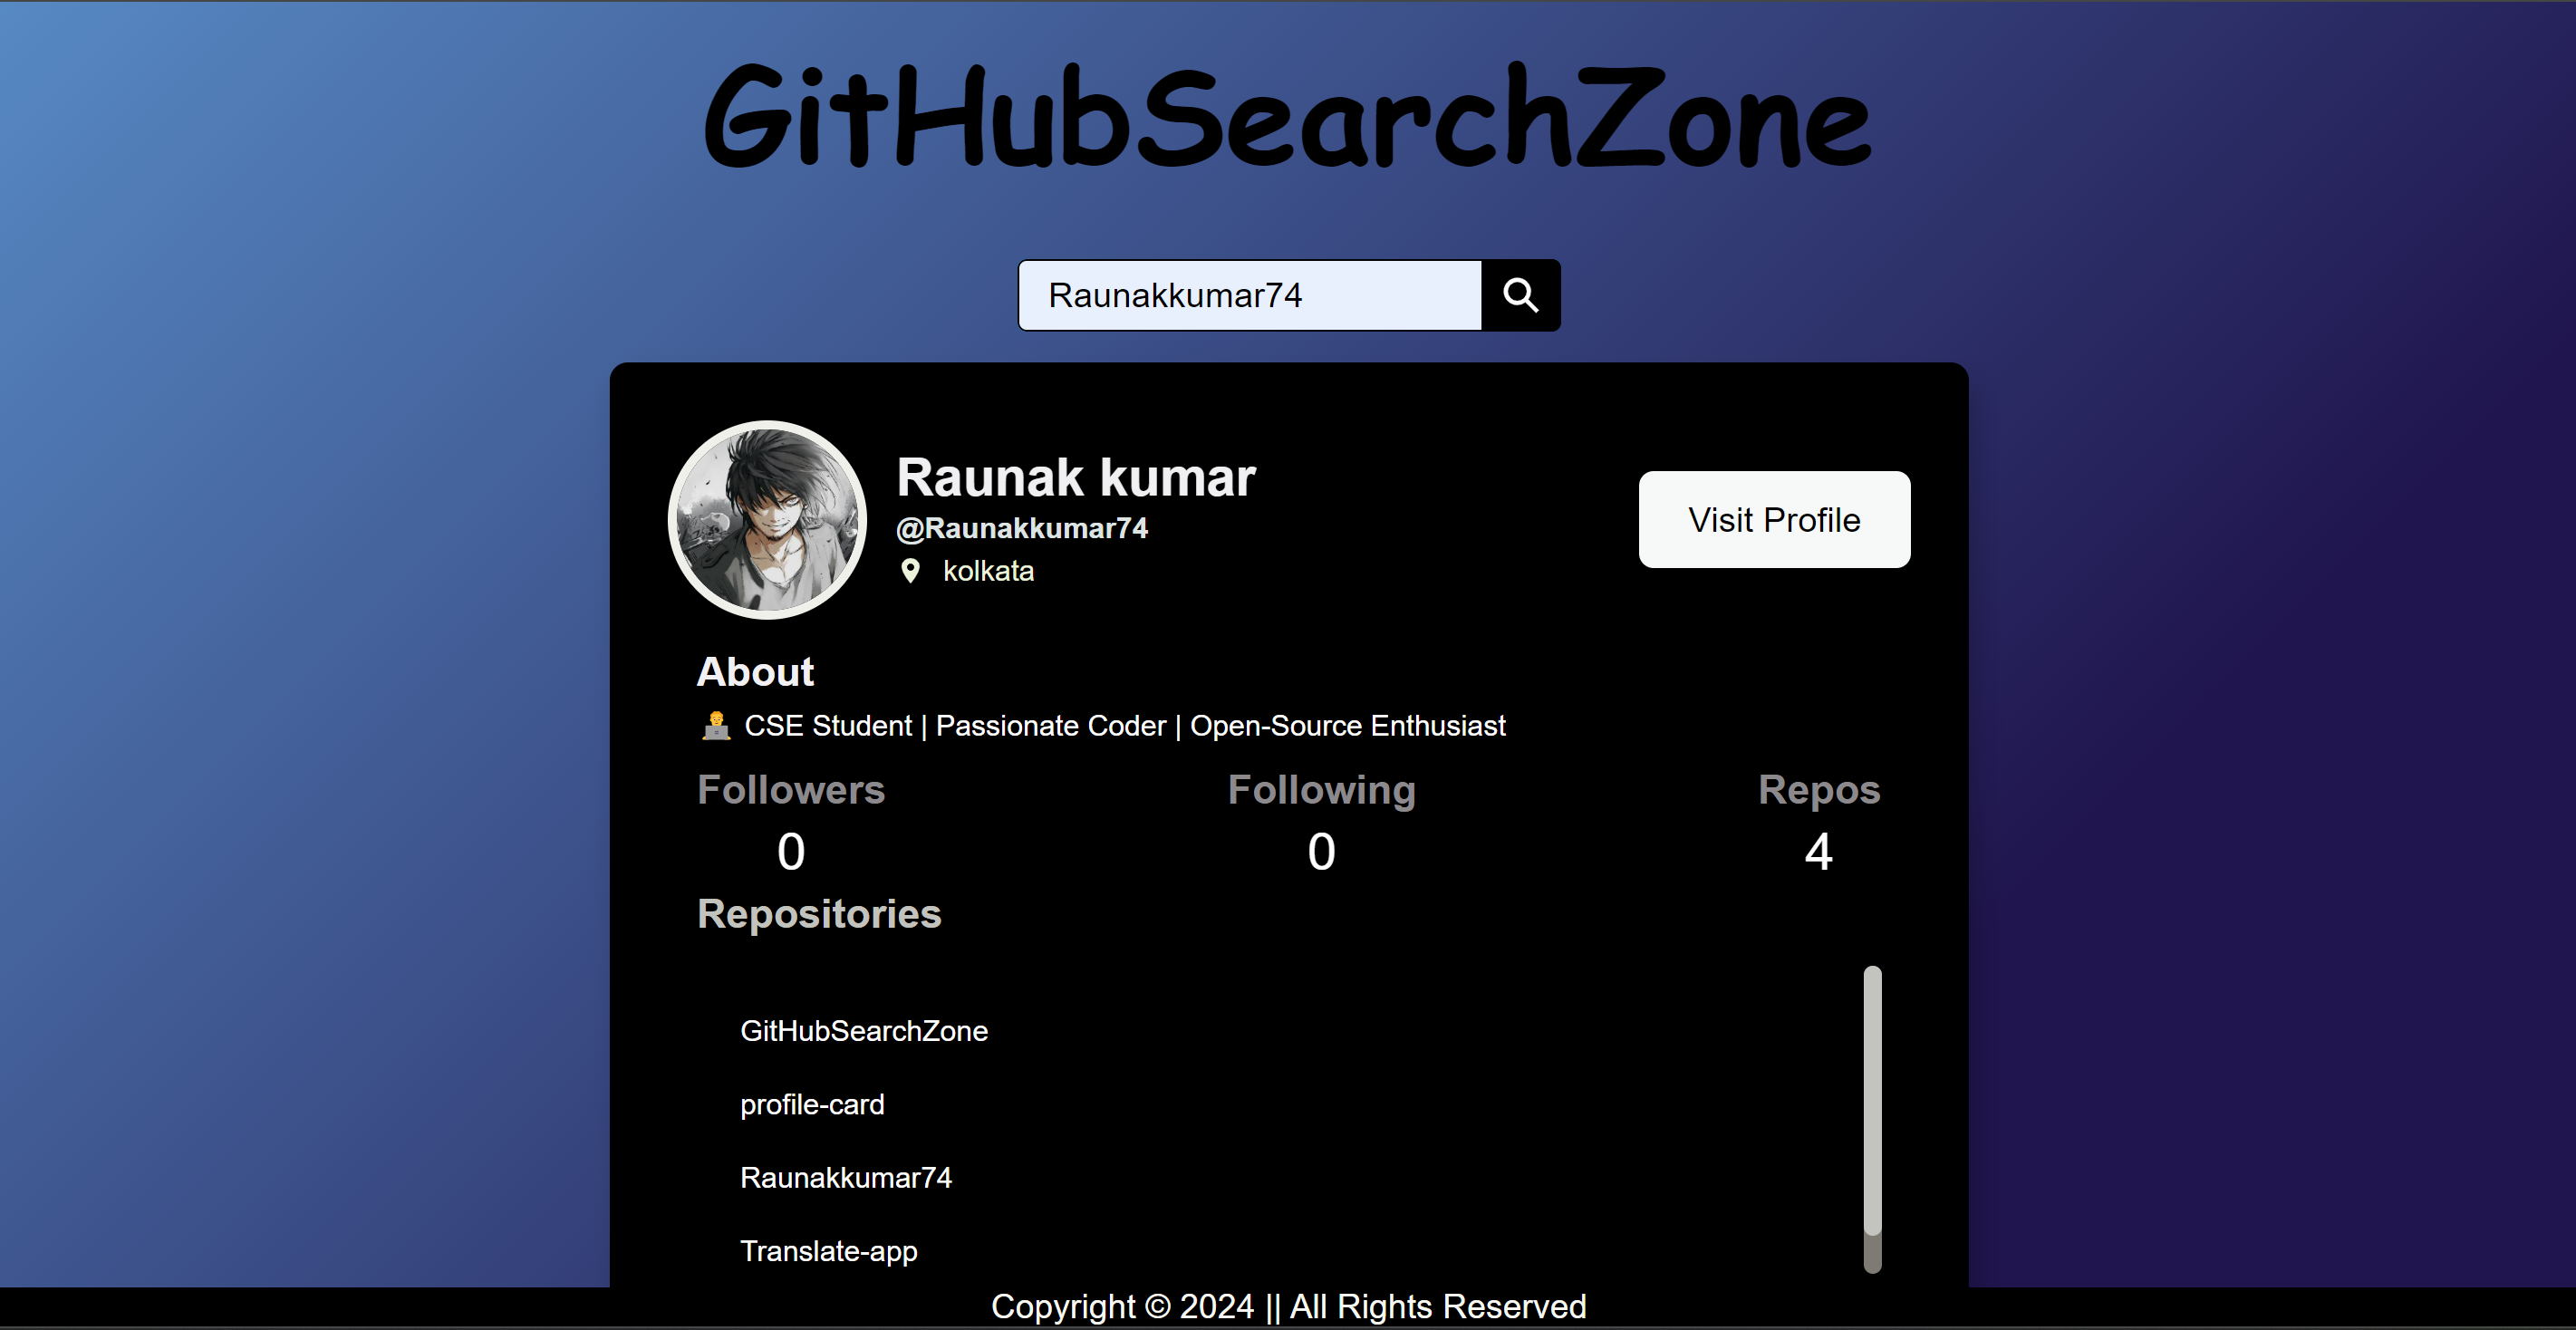 GitHubSearchZone
Raunakkumar74
Raunak kumar
@Raunakkumar74
kolkata
Visit Profile
About
👨‍💻 CSE Student | Passionate Coder | Open-Source Enthusiast
Followers Following Repos
0 0 4
Repositories
GitHubSearchZone
profile-card
Raunakkumar74
Translate-app
Copyright © 2024 || All Rights Reserved